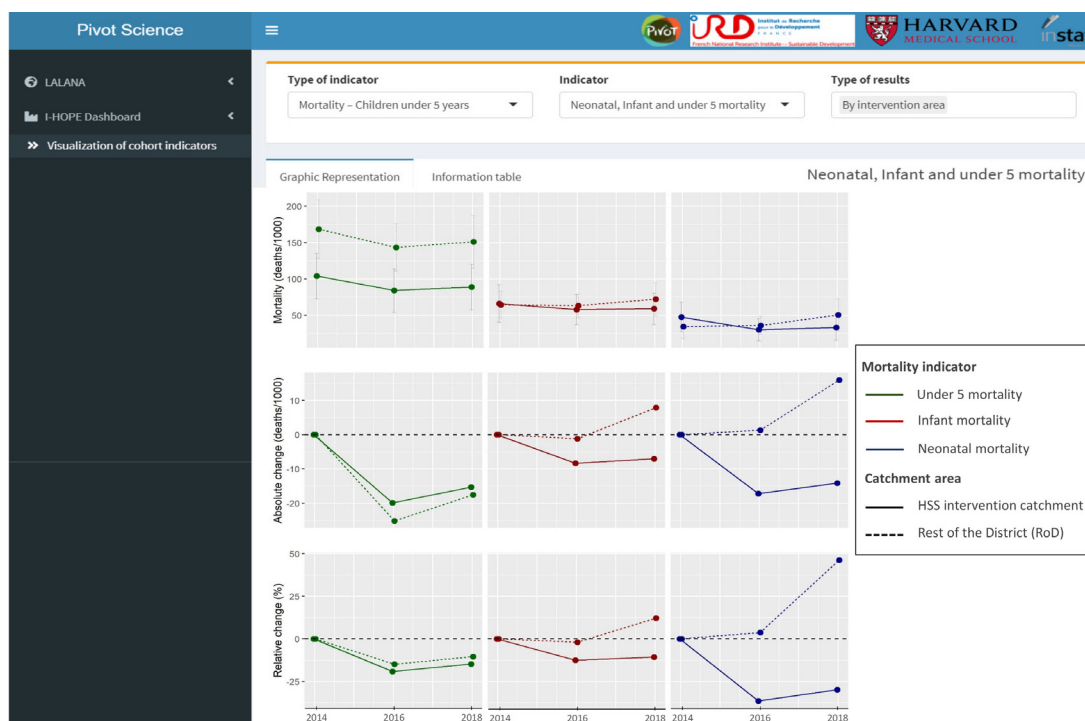 Pivot Science
PIVOT
IRD
Institut de Recherche
pour le Développement
FRANCE
French National Research Institute – Sustainable Development
HARVARD
MEDICAL SCHOOL
insta
LALANA
I-HOPE Dashboard
Visualization of cohort indicators
Type of indicator
Indicator
Type of results
Mortality – Children under 5 years
Neonatal, Infant and under 5 mortality
By intervention area
Graphic Representation
Information table
Neonatal, Infant and under 5 mortality
Mortality (deaths/1000)
200
150
100
50
Absolute change (deaths/1000)
10
0
-10
-20
Relative change (%)
50
25
0
-25
2014 2016 2018 2014 2016 2018 2014 2016 2018
Mortality indicator
Under 5 mortality
Infant mortality
Neonatal mortality
Catchment area
HSS intervention catchment
Rest of the District (RoD)